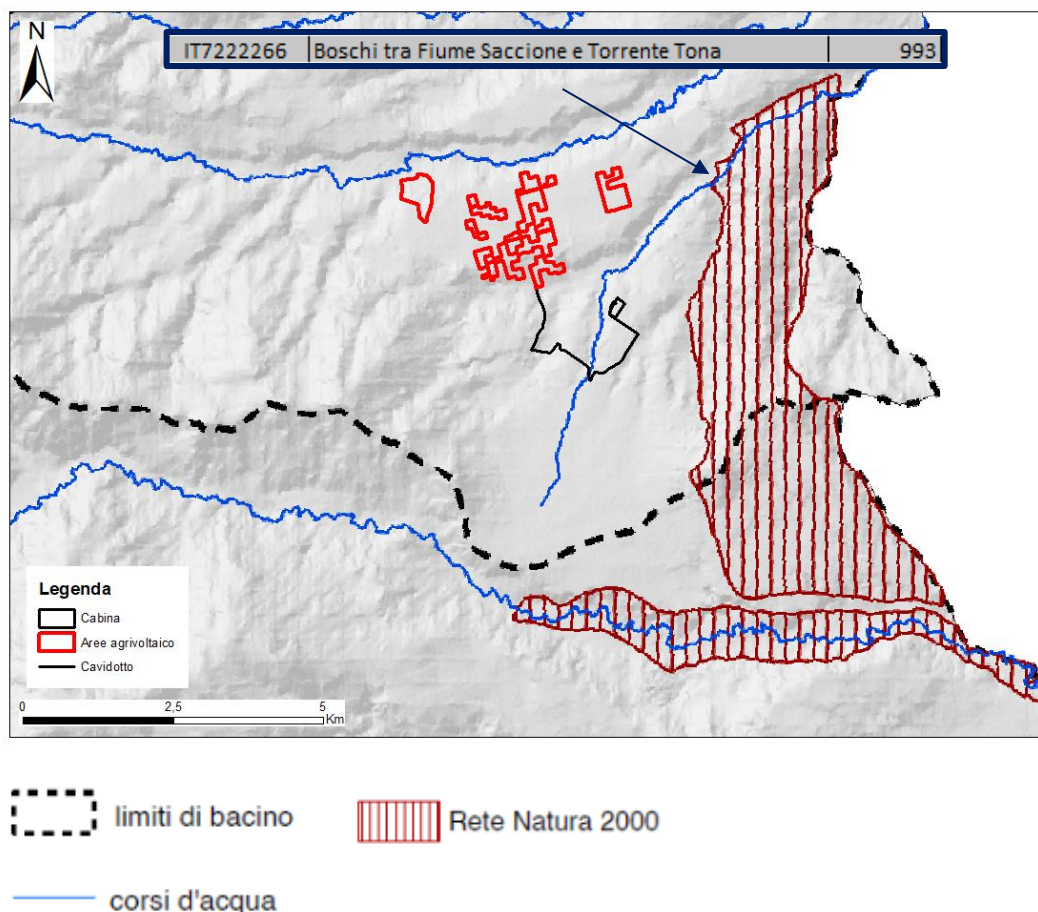 N
IT7222266 Boschi tra Fiume Saccione e Torrente Tona 993
Legenda
Cabina
Aree agrivoltaico
Cavidotto
0 2,5 5
Km
limiti di bacino
Rete Natura 2000
corsi d'acqua